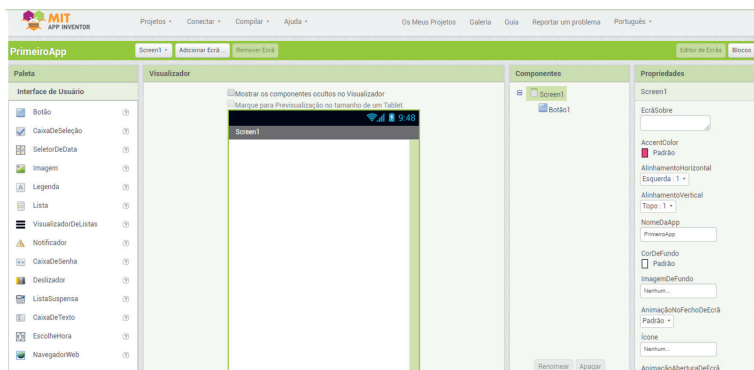 MIT
APP INVENTOR
Projetos Conectar Compilar Ajuda Os Meus Projetos Galeria Guia Reportar um problema Português
PrimeiroApp Screen1 Adicionar Ecrã ... Remover Ecrã Editor de Ecrãs Blocos
Paleta Visualizador Componentes Propriedades
Interface de Usuário
Botão
CaixaDeSeleção
SeletorDeData
Imagem
Legenda
Lista
VisualizadorDeListas
Notificador
CaixaDeSenha
Deslizador
ListaSuspensa
CaixaDeTexto
EscolheHora
NavegadorWeb
Mostrar os componentes ocultos no Visualizador
Marque para Previsualização no tamanho de um Tablet.
9:48
Screen1
Screen1
Botão1
Renomear Apagar
Screen1
EcrãSobre
AccentColor
Padrão
AlinhamentoHorizontal
Esquerda : 1
AlinhamentoVertical
Topo : 1
NomeDaApp
PrimeiroApp
CorDeFundo
Padrão
ImagemDeFundo
Nenhum...
AnimaçãoNoFechoDeEcrã
Padrão
Ícone
Nenhum...
AnimaçãoAberturaDeEcrã